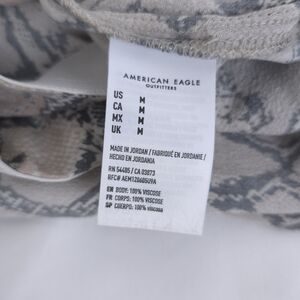 AMERICAN EAGLE
OUTFITTERS
US M
CA M
MX M
UK M
MADE IN JORDAN / FABRIQUÉ EN JORDANIE /
HECHO EN JORDANIA
RN 54485 / CA 03873
EN BODY: 100% VISCOSE
FR CORPS: 100% VISCOSE
SP CUERPO: 100% viscosa